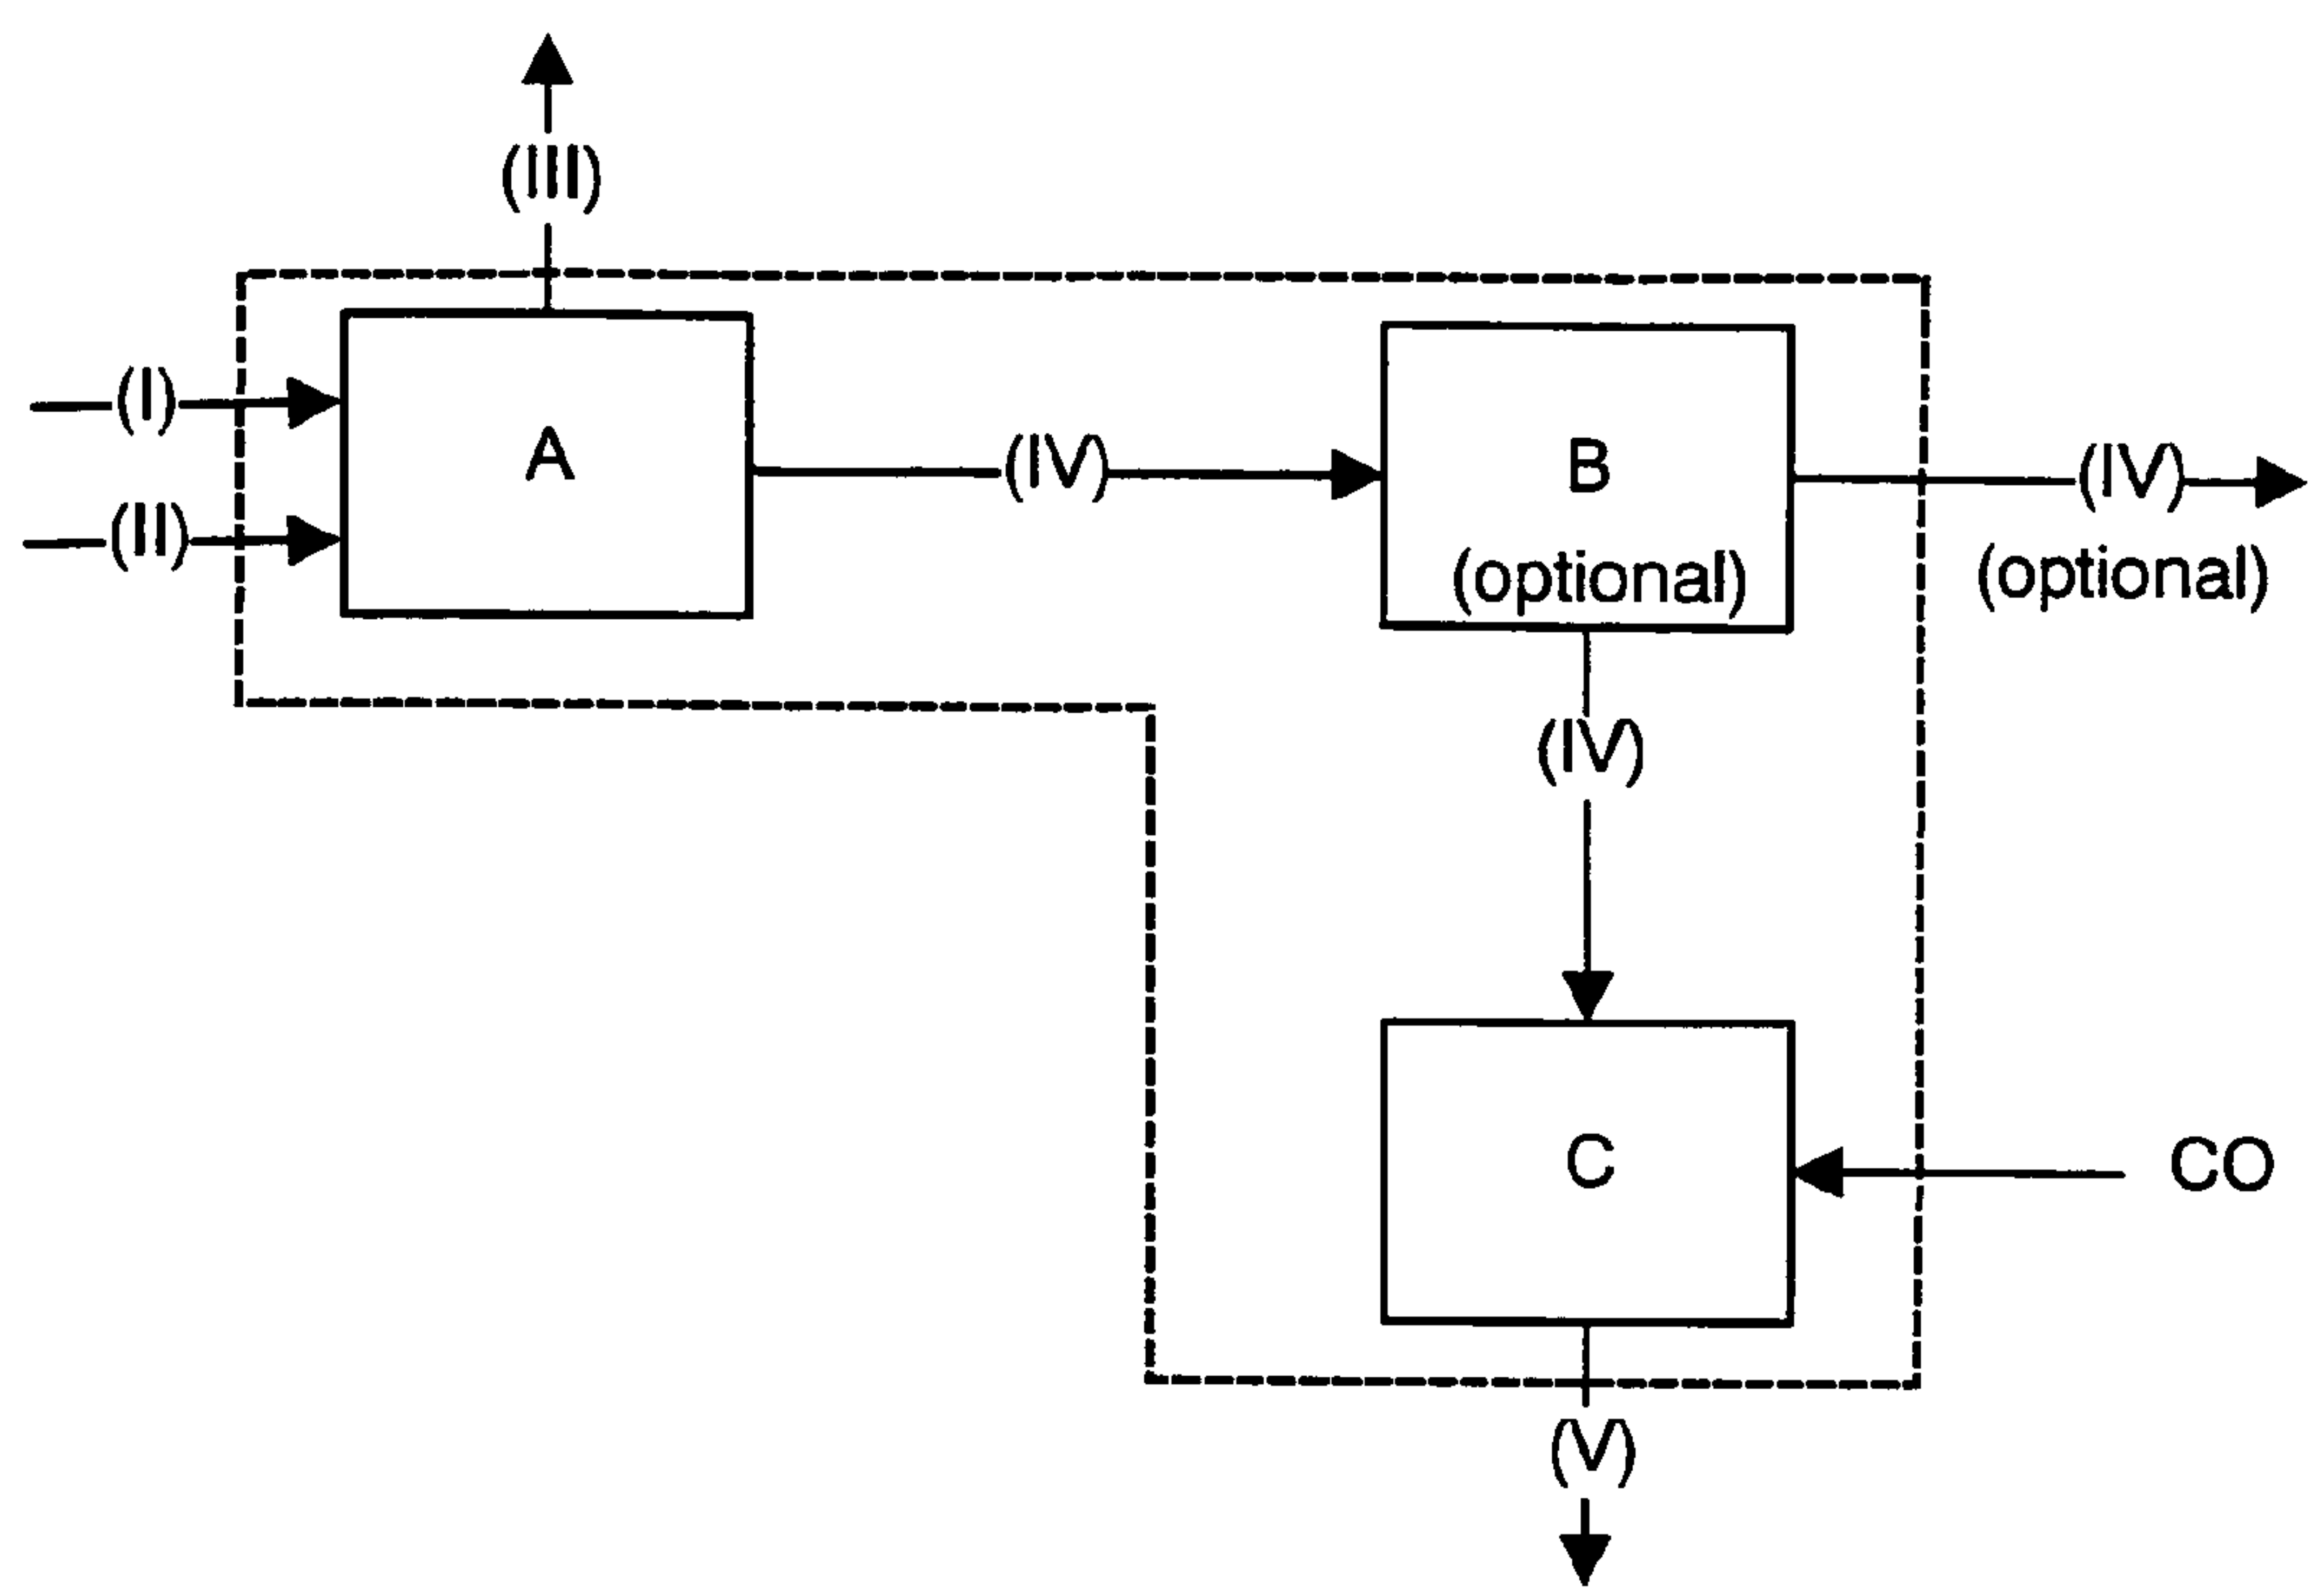 (III)
(I)
A
(IV)
B
(IV)
(II)
(optional)
(optional)
(IV)
C
CO
(V)